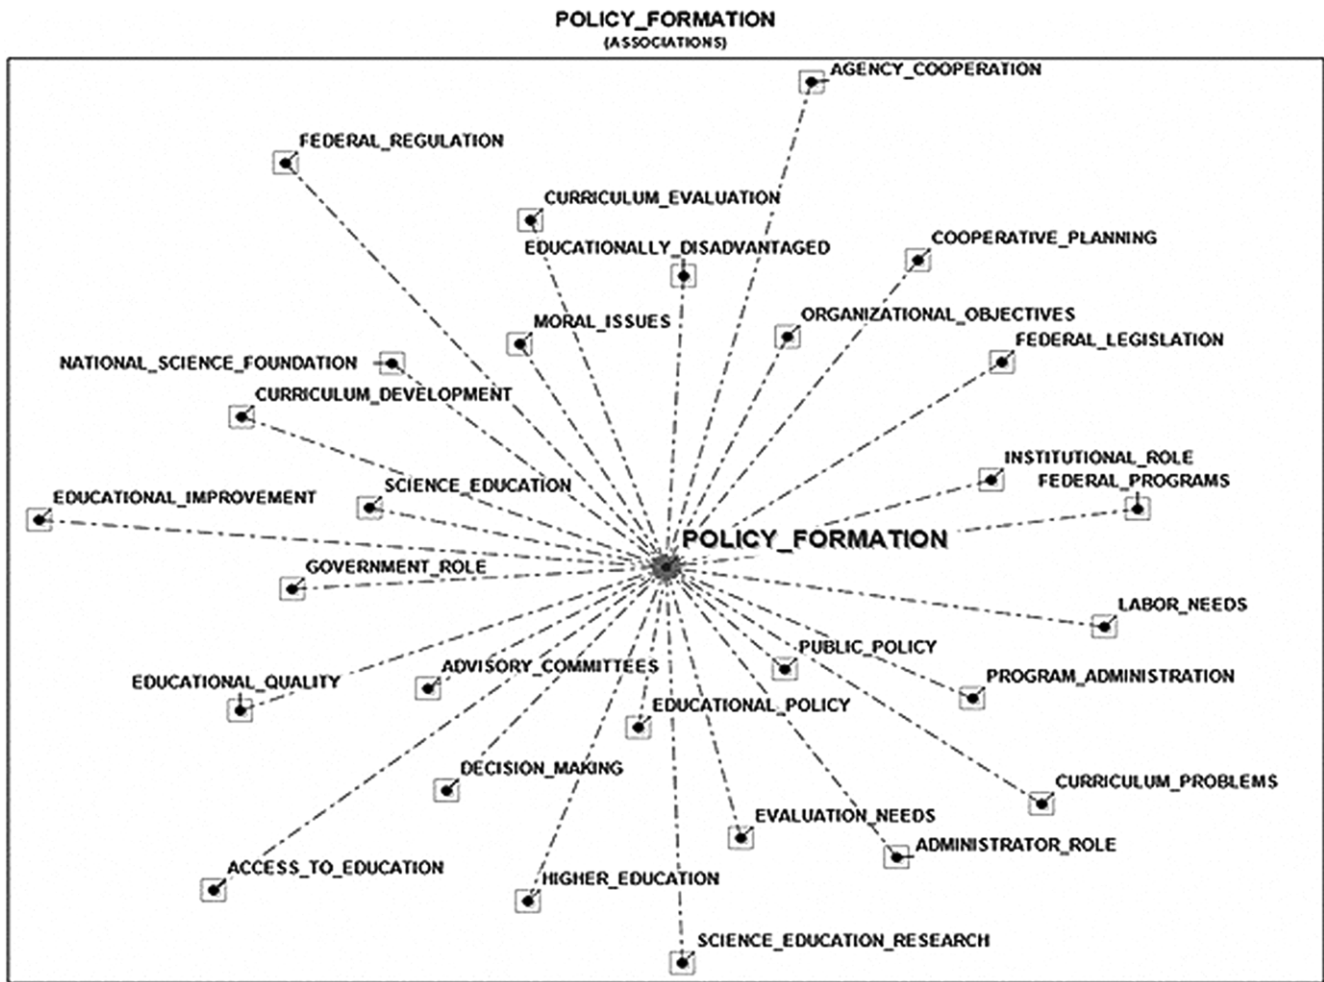 POLICY_FORMATION
(ASSOCIATIONS)
AGENCY_COOPERATION
FEDERAL_REGULATION
CURRICULUM_EVALUATION
COOPERATIVE_PLANNING
EDUCATIONALLY_DISADVANTAGED
ORGANIZATIONAL_OBJECTIVES
MORAL_ISSUES
FEDERAL_LEGISLATION
NATIONAL_SCIENCE_FOUNDATION
CURRICULUM_DEVELOPMENT
INSTITUTIONAL_ROLE
FEDERAL_PROGRAMS
SCIENCE_EDUCATION
EDUCATIONAL_IMPROVEMENT
POLICY_FORMATION
GOVERNMENT_ROLE
LABOR_NEEDS
PUBLIC_POLICY
ADVISORY_COMMITTEES
PROGRAM_ADMINISTRATION
EDUCATIONAL_QUALITY
EDUCATIONAL_POLICY
DECISION_MAKING
CURRICULUM_PROBLEMS
EVALUATION_NEEDS
ADMINISTRATOR_ROLE
ACCESS_TO_EDUCATION
HIGHER_EDUCATION
SCIENCE_EDUCATION_RESEARCH